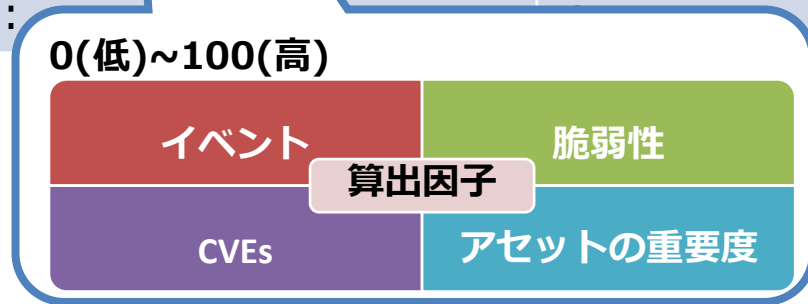 :
0(低)~100(高)
イベント
脆弱性
算出因子
CVEs
アセットの重要度